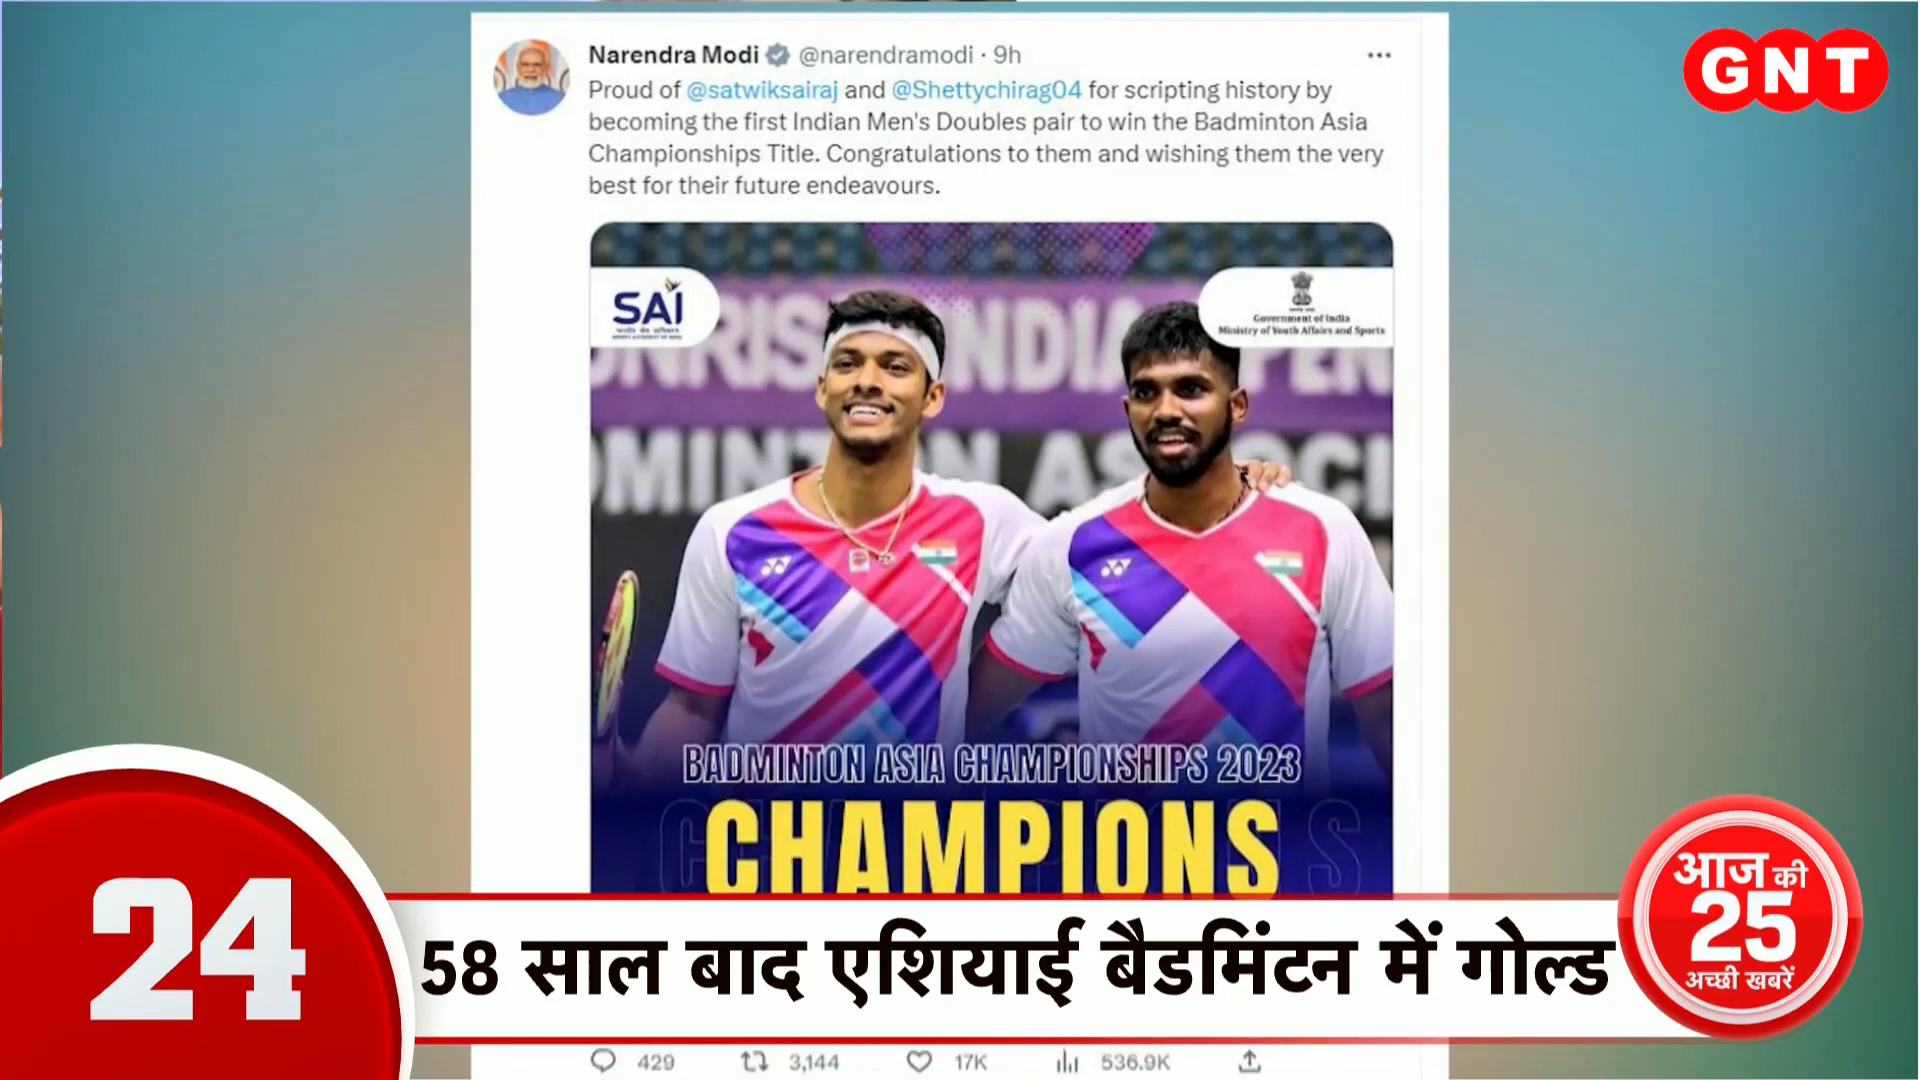 Narendra Modi @narendramodi · 9h
Proud of @satwiksairaj and @Shettychirag04 for scripting history by
becoming the first Indian Men's Doubles pair to win the Badminton Asia
Championships Title. Congratulations to them and wishing them the very
best for their future endeavours.
GNT
SAI
Government of India
Ministry of Youth Affairs and Sports
BADMINTON ASIA CHAMPIONSHIPS 2023
CHAMPIONS
24
58 साल बाद एशियाई बैडमिंटन में गोल्ड
आज की
25
अच्छी खबरें
429 3,144 17K 536.9K